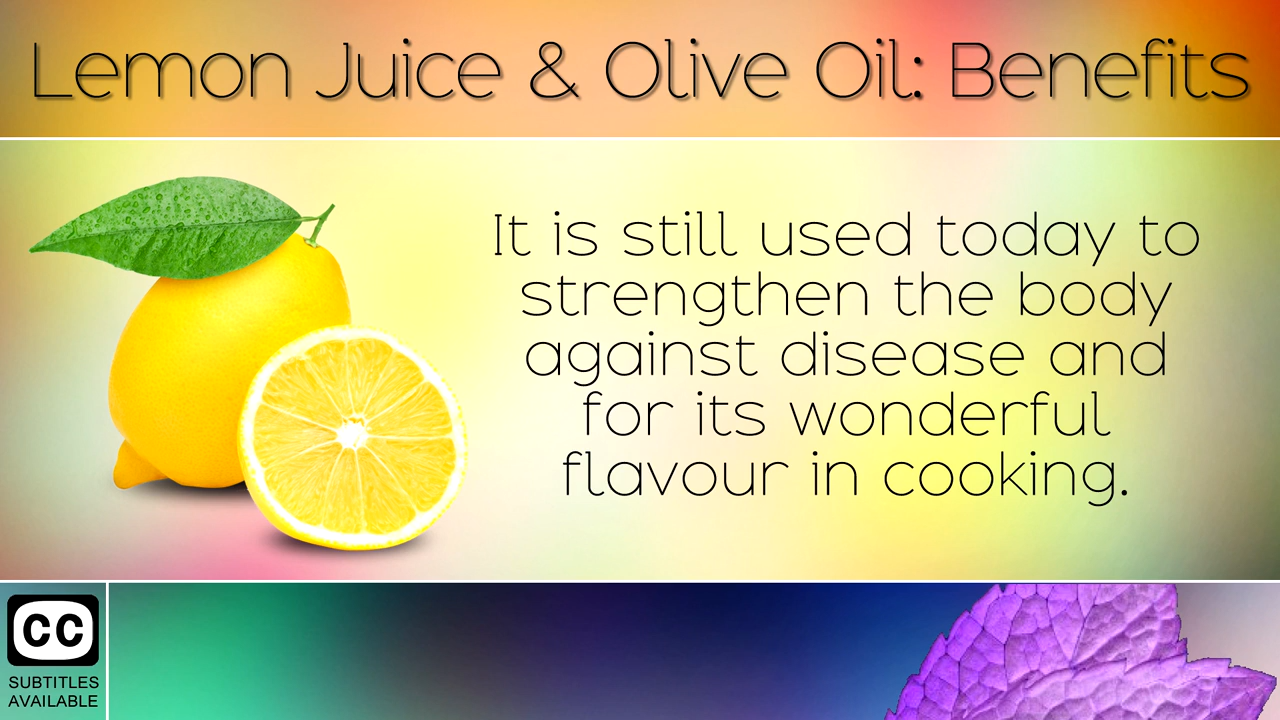 Lemon Juice & Olive Oil: Benefits
It is still used today to
strengthen the body
against disease and
for its wonderful
flavour in cooking.
CC
SUBTITLES
AVAILABLE